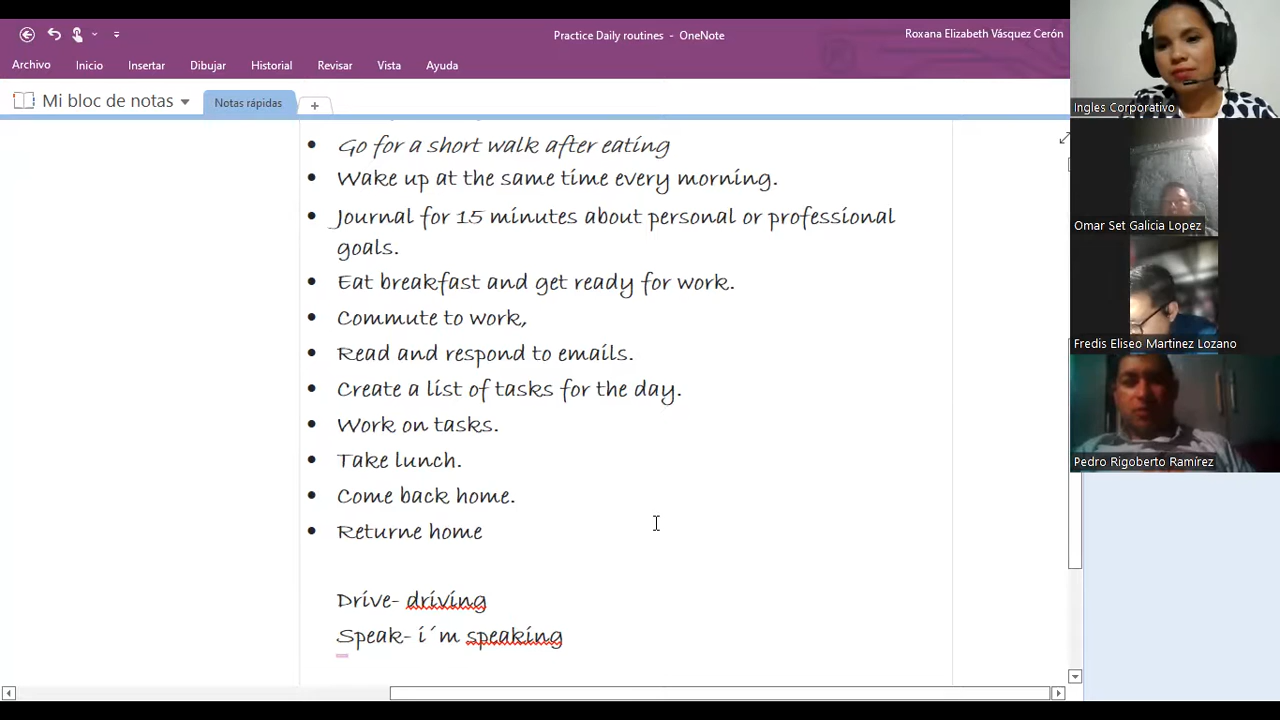 Practice Daily routines - OneNote
Roxana Elizabeth Vásquez Cerón
Archivo Inicio Insertar Dibujar Historial Revisar Vista Ayuda
Mi bloc de notas Notas rápidas +
• Go for a short walk after eating
• Wake up at the same time every morning.
• Journal for 15 minutes about personal or professional
goals.
• Eat breakfast and get ready for work.
• Commute to work,
• Read and respond to emails.
• Create a list of tasks for the day.
• Work on tasks.
• Take lunch.
• Come back home.
• Returne home
Drive- driving
Speak- i´m speaking
Ingles Corporativo
Omar Set Galicia Lopez
Fredis Eliseo Martinez Lozano
Pedro Rigoberto Ramírez